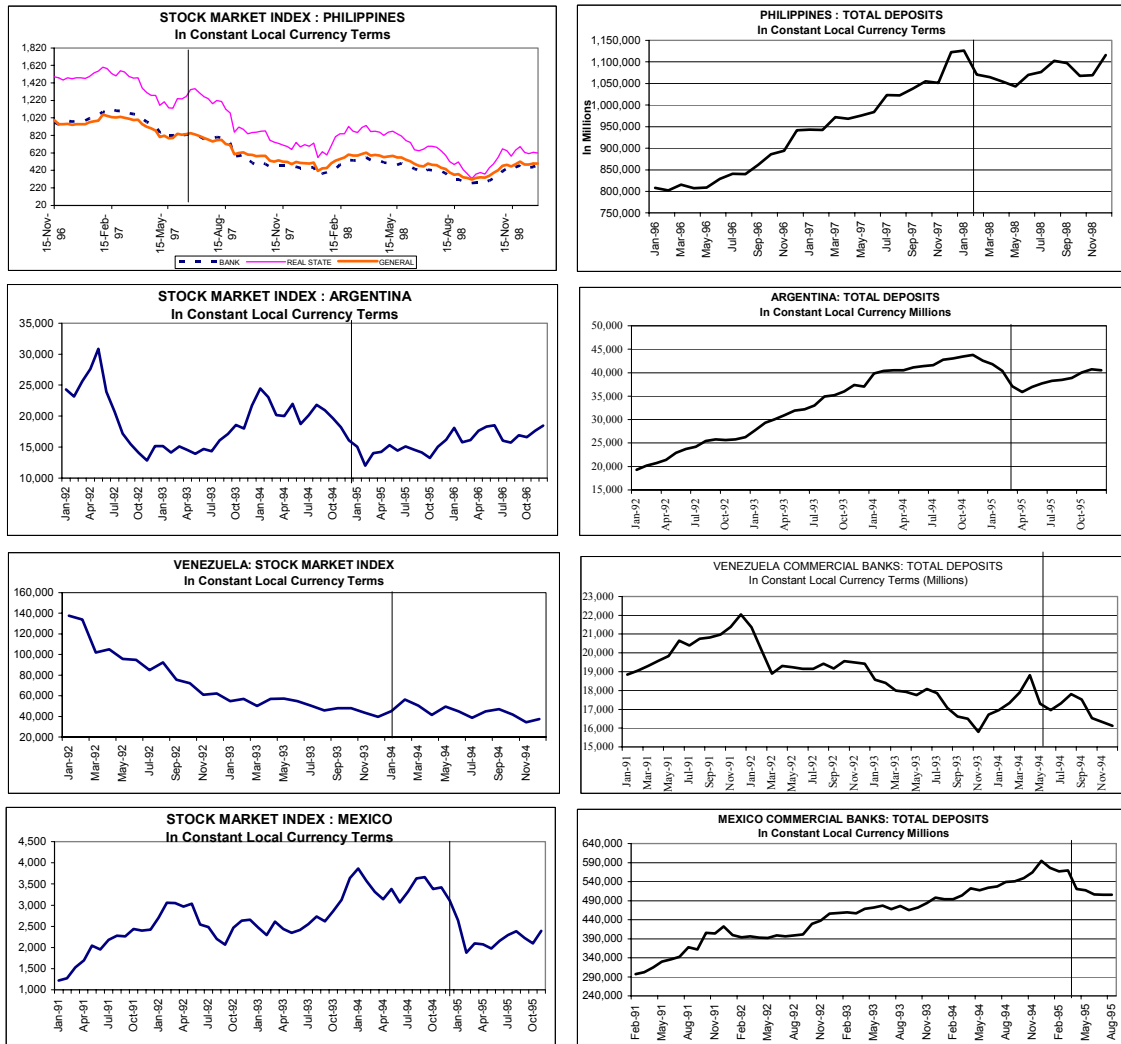 STOCK MARKET INDEX : PHILIPPINES
In Constant Local Currency Terms
1,820
1,620
1,420
1,220
1,020
820
620
420
220
20
15-Nov-96
15-Feb-97
15-May-97
15-Aug-97
15-Nov-97
15-Feb-98
15-May-98
15-Aug-98
15-Nov-98
BANK
REAL STATE
GENERAL
PHILIPPINES : TOTAL DEPOSITS
In Constant Local Currency Terms
In Millions
1,150,000
1,100,000
1,050,000
1,000,000
950,000
900,000
850,000
800,000
750,000
Jan-96
Mar-96
May-96
Jul-96
Sep-96
Nov-96
Jan-97
Mar-97
May-97
Jul-97
Sep-97
Nov-97
Jan-98
Mar-98
May-98
Jul-98
Sep-98
Nov-98
STOCK MARKET INDEX : ARGENTINA
In Constant Local Currency Terms
35,000
30,000
25,000
20,000
15,000
10,000
Jan-92
Apr-92
Jul-92
Oct-92
Jan-93
Apr-93
Jul-93
Oct-93
Jan-94
Apr-94
Jul-94
Oct-94
Jan-95
Apr-95
Jul-95
Oct-95
Jan-96
Apr-96
Jul-96
Oct-96
ARGENTINA: TOTAL DEPOSITS
In Constant Local Currency Millions
50,000
45,000
40,000
35,000
30,000
25,000
20,000
15,000
Jan-92
Apr-92
Jul-92
Oct-92
Jan-93
Apr-93
Jul-93
Oct-93
Jan-94
Apr-94
Jul-94
Oct-94
Jan-95
Apr-95
Jul-95
Oct-95
VENEZUELA: STOCK MARKET INDEX
In Constant Local Currency Terms
160,000
140,000
120,000
100,000
80,000
60,000
40,000
20,000
Jan-92
Mar-92
May-92
Jul-92
Sep-92
Nov-92
Jan-93
Mar-93
May-93
Jul-93
Sep-93
Nov-93
Jan-94
Mar-94
May-94
Jul-94
Sep-94
Nov-94
VENEZUELA COMMERCIAL BANKS: TOTAL DEPOSITS
In Constant Local Currency Terms (Millions)
23,000
22,000
21,000
20,000
19,000
18,000
17,000
16,000
15,000
Jan-91
Mar-91
May-91
Jul-91
Sep-91
Nov-91
Jan-92
Mar-92
May-92
Jul-92
Sep-92
Nov-92
Jan-93
Mar-93
May-93
Jul-93
Sep-93
Nov-93
Jan-94
Mar-94
May-94
Jul-94
Sep-94
Nov-94
STOCK MARKET INDEX : MEXICO
In Constant Local Currency Terms
4,500
4,000
3,500
3,000
2,500
2,000
1,500
1,000
Jan-91
Apr-91
Jul-91
Oct-91
Jan-92
Apr-92
Jul-92
Oct-92
Jan-93
Apr-93
Jul-93
Oct-93
Jan-94
Apr-94
Jul-94
Oct-94
Jan-95
Apr-95
Jul-95
Oct-95
MEXICO COMMERCIAL BANKS: TOTAL DEPOSITS
In Constant Local Currency Millions
640,000
590,000
540,000
490,000
440,000
390,000
340,000
290,000
240,000
Feb-91
May-91
Aug-91
Nov-91
Feb-92
May-92
Aug-92
Nov-92
Feb-93
May-93
Aug-93
Nov-93
Feb-94
May-94
Aug-94
Nov-94
Feb-95
May-95
Aug-95